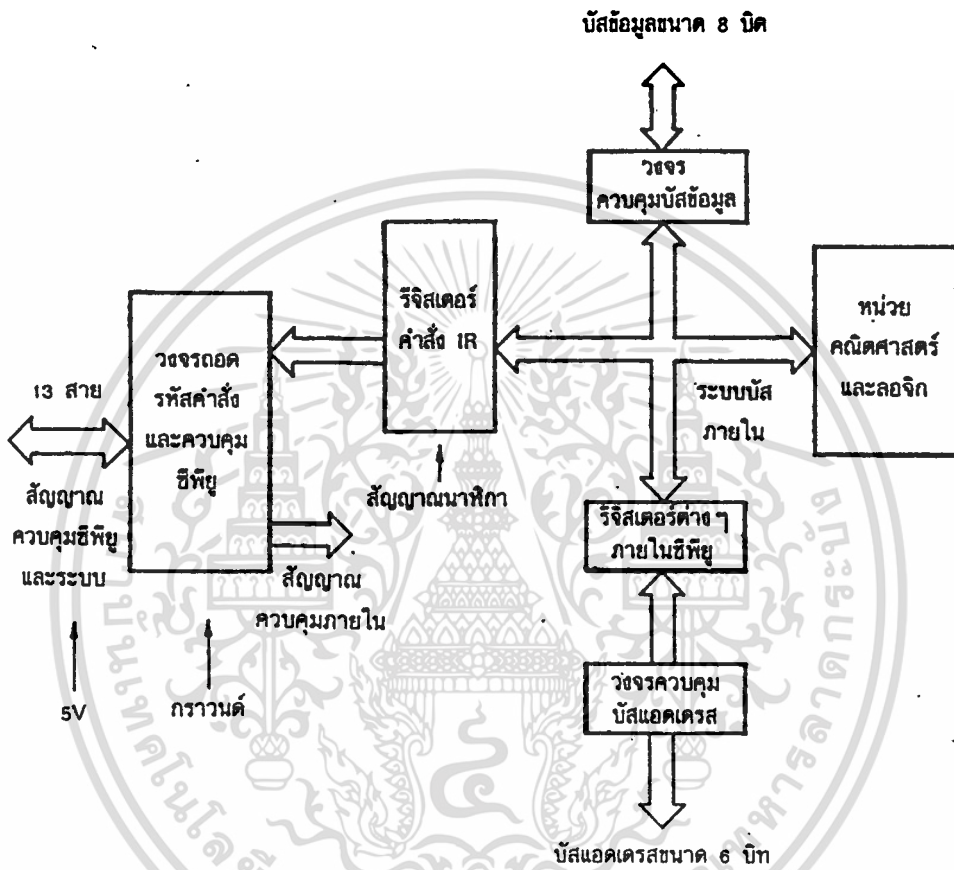 บัสข้อมูลขนาด 8 บิต
วงจร
ควบคุมบัสข้อมูล
รีจิสเตอร์
คำสั่ง IR
หน่วย
คณิตศาสตร์
และลอจิก
วงจรถอด
รหัสคำสั่ง
และควบคุม
ซีพียู
13 สาย
ระบบบัส
ภายใน
สัญญาณ
ควบคุมซีพียู
และระบบ
สัญญาณนาฬิกา
รีจิสเตอร์ต่าง ๆ
ภายในซีพียู
สัญญาณ
ควบคุมภายใน
วงจรควบคุม
บัสแอดเดรส
5V
กราวนด์
บัสแอดเดรสขนาด 6 บิท